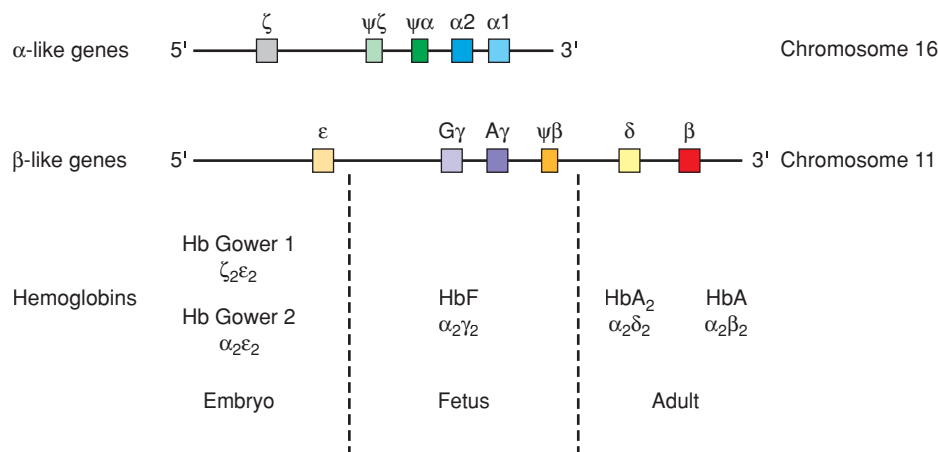 ζ ψζ ψα α2 α1
α-like genes 5' 3' Chromosome 16
ε Gγ Aγ ψβ δ β
β-like genes 5' 3' Chromosome 11
Hb Gower 1
ζ₂ε₂
Hemoglobins
Hb Gower 2
α₂ε₂
HbF
α₂γ₂
HbA₂
α₂δ₂
HbA
α₂β₂
Embryo Fetus Adult